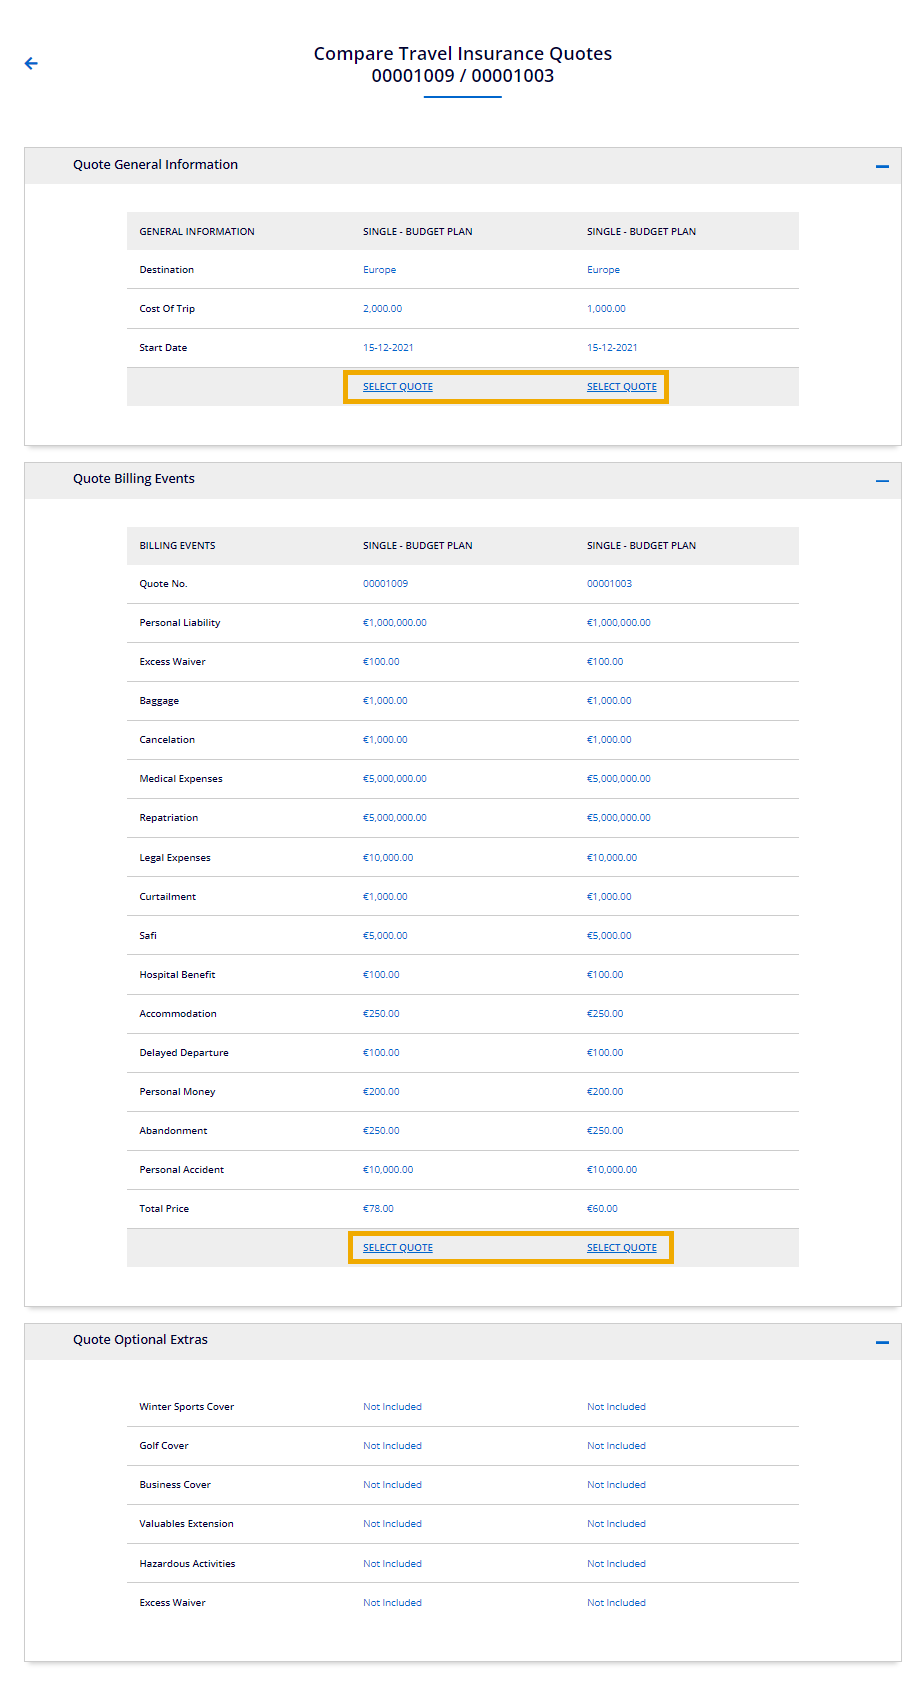 Compare Travel Insurance Quotes
00001009 / 00001003
Quote General Information
GENERAL INFORMATION SINGLE - BUDGET PLAN SINGLE - BUDGET PLAN
Destination Europe Europe
Cost Of Trip 2,000.00 1,000.00
Start Date 15-12-2021 15-12-2021
SELECT QUOTE SELECT QUOTE
Quote Billing Events
BILLING EVENTS SINGLE - BUDGET PLAN SINGLE - BUDGET PLAN
Quote No. 00001009 00001003
Personal Liability €1,000,000.00 €1,000,000.00
Excess Waiver €100.00 €100.00
Baggage €1,000.00 €1,000.00
Cancelation €1,000.00 €1,000.00
Medical Expenses €5,000,000.00 €5,000,000.00
Repatriation €5,000,000.00 €5,000,000.00
Legal Expenses €10,000.00 €10,000.00
Curtailment €1,000.00 €1,000.00
Safi €5,000.00 €5,000.00
Hospital Benefit €100.00 €100.00
Accommodation €250.00 €250.00
Delayed Departure €100.00 €100.00
Personal Money €200.00 €200.00
Abandonment €250.00 €250.00
Personal Accident €10,000.00 €10,000.00
Total Price €78.00 €60.00
SELECT QUOTE SELECT QUOTE
Quote Optional Extras
Winter Sports Cover Not Included Not Included
Golf Cover Not Included Not Included
Business Cover Not Included Not Included
Valuables Extension Not Included Not Included
Hazardous Activities Not Included Not Included
Excess Waiver Not Included Not Included